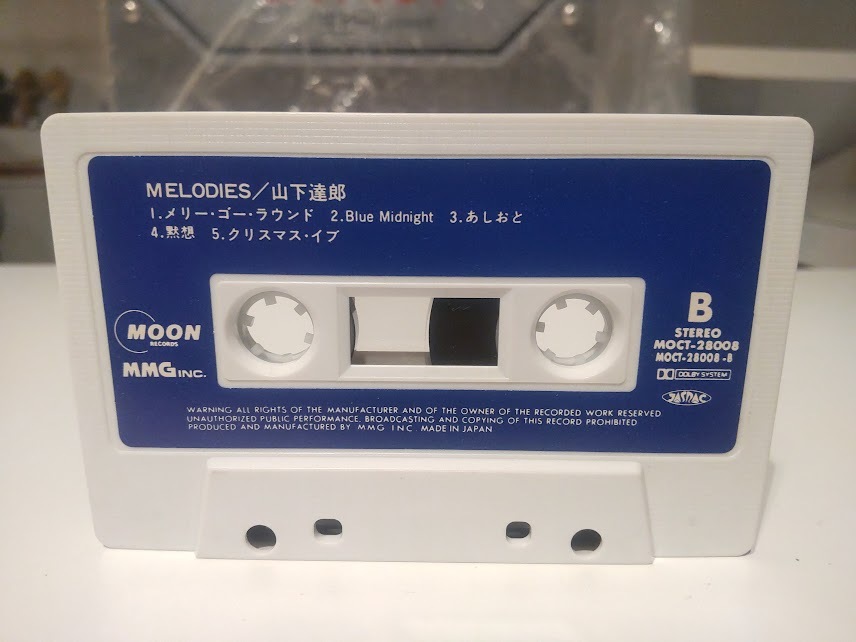 MELODIES／山下達郎
1.メリー・ゴー・ラウンド 2.Blue Midnight 3.あしおと
4.黙想 5.クリスマス・イブ
MOON
RECORDS
MMG INC.
B
STEREO
MOCT-28008
MOCT-28008-B
DOLBY SYSTEM
JASRAC
WARNING ALL RIGHTS OF THE MANUFACTURER AND OF THE OWNER OF THE RECORDED WORK RESERVED
UNAUTHORIZED PUBLIC PERFORMANCE, BROADCASTING AND COPYING OF THIS RECORD PROHIBITED
PRODUCED AND MANUFACTURED BY MMG INC. MADE IN JAPAN